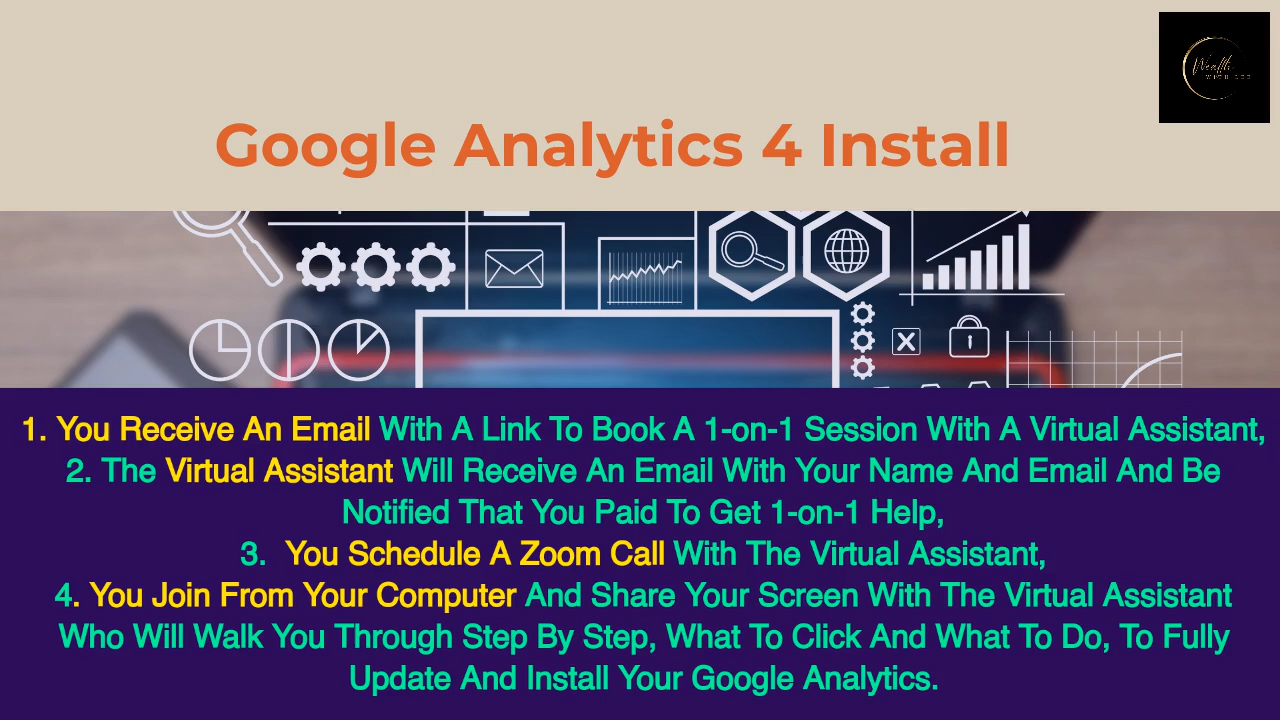 Wealth
WITH LEE
Google Analytics 4 Install
1. You Receive An Email With A Link To Book A 1-on-1 Session With A Virtual Assistant,
2. The Virtual Assistant Will Receive An Email With Your Name And Email And Be
Notified That You Paid To Get 1-on-1 Help,
3. You Schedule A Zoom Call With The Virtual Assistant,
4. You Join From Your Computer And Share Your Screen With The Virtual Assistant
Who Will Walk You Through Step By Step, What To Click And What To Do, To Fully
Update And Install Your Google Analytics.